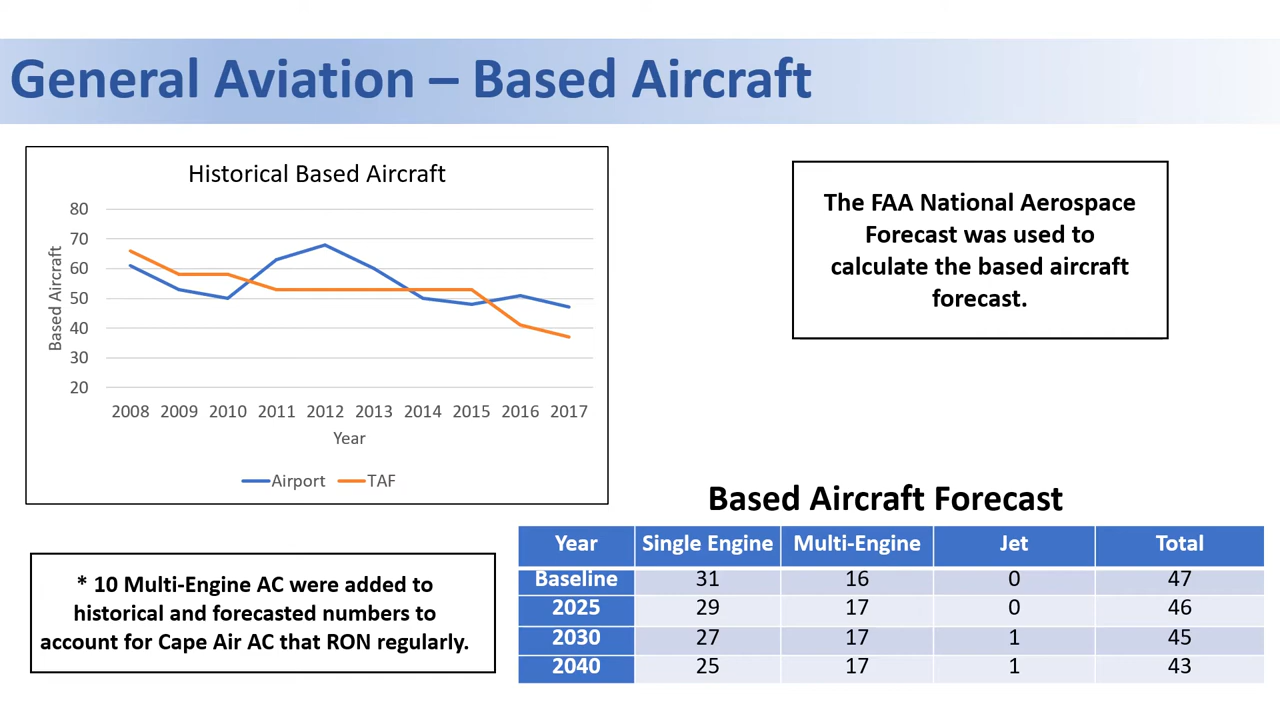 General Aviation – Based Aircraft
Historical Based Aircraft
80
70
60
50
40
30
20
Based Aircraft
2008 2009 2010 2011 2012 2013 2014 2015 2016 2017
Year
Airport TAF
The FAA National Aerospace
Forecast was used to
calculate the based aircraft
forecast.
* 10 Multi-Engine AC were added to
historical and forecasted numbers to
account for Cape Air AC that RON regularly.
Based Aircraft Forecast
Year Single Engine Multi-Engine Jet Total
Baseline 31 16 0 47
2025 29 17 0 46
2030 27 17 1 45
2040 25 17 1 43